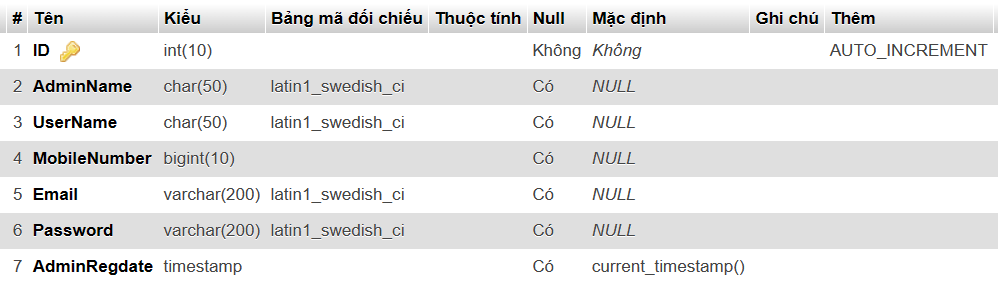 # Tên Kiểu Bảng mã đối chiếu Thuộc tính Null Mặc định Ghi chú Thêm
1 ID int(10) Không Không AUTO_INCREMENT
2 AdminName char(50) latin1_swedish_ci Có NULL
3 UserName char(50) latin1_swedish_ci Có NULL
4 MobileNumber bigint(10) Có NULL
5 Email varchar(200) latin1_swedish_ci Có NULL
6 Password varchar(200) latin1_swedish_ci Có NULL
7 AdminRegdate timestamp Có current_timestamp()